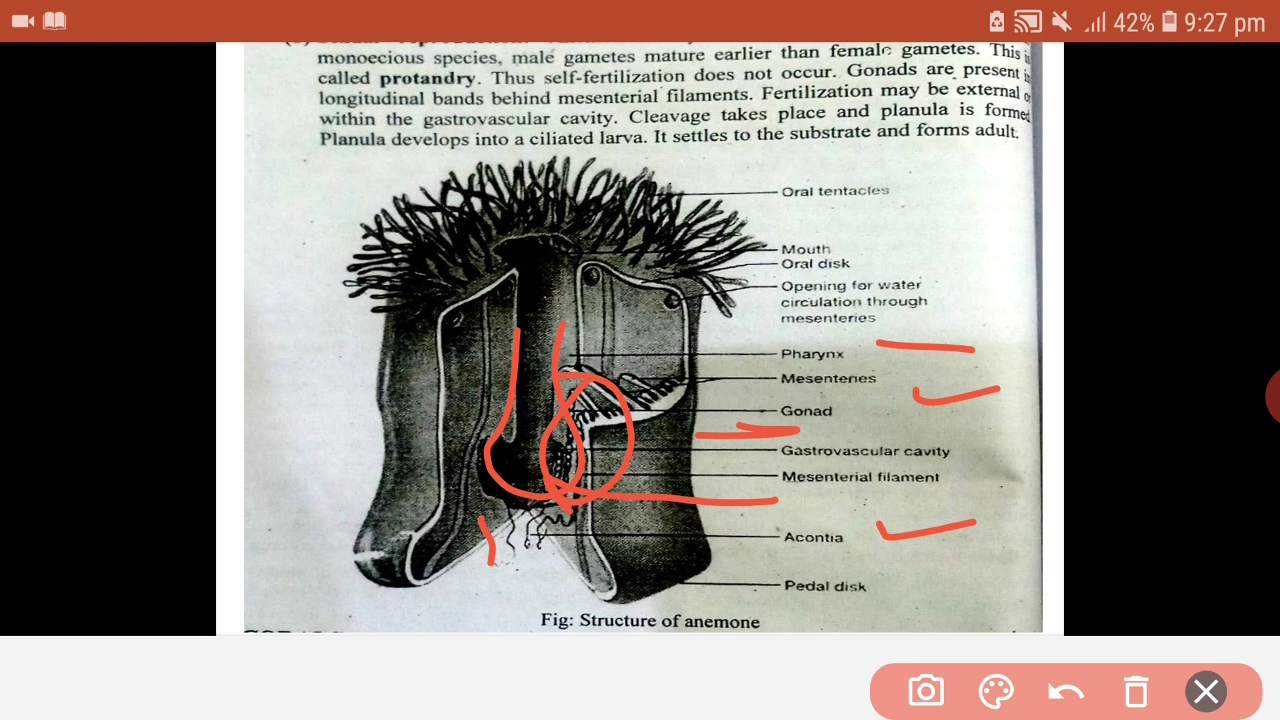 42% 9:27 pm
monoecious species, male gametes mature earlier than female gametes. This
called protandry. Thus self-fertilization does not occur. Gonads are present
longitudinal bands behind mesenterial filaments. Fertilization may be external
within the gastrovascular cavity. Cleavage takes place and planula is formed
Planula develops into a ciliated larva. It settles to the substrate and forms adult.
Oral tentacles
Mouth
Oral disk
Opening for water
circulation through
mesenteries
Pharynx
Mesenteries
Gonad
Gastrovascular cavity
Mesenterial filament
Acontia
Pedal disk
Fig: Structure of anemone